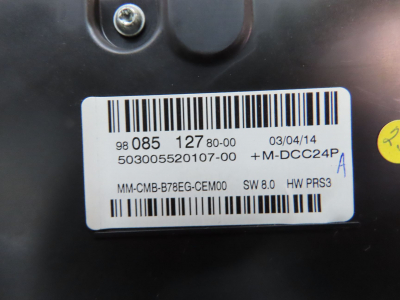 98 085 127 80-00 03/04/14
503005520107-00 +M-DCC24P
A
MM-CMB-B78EG-CEM00 SW 8.0 HW PRS3
2